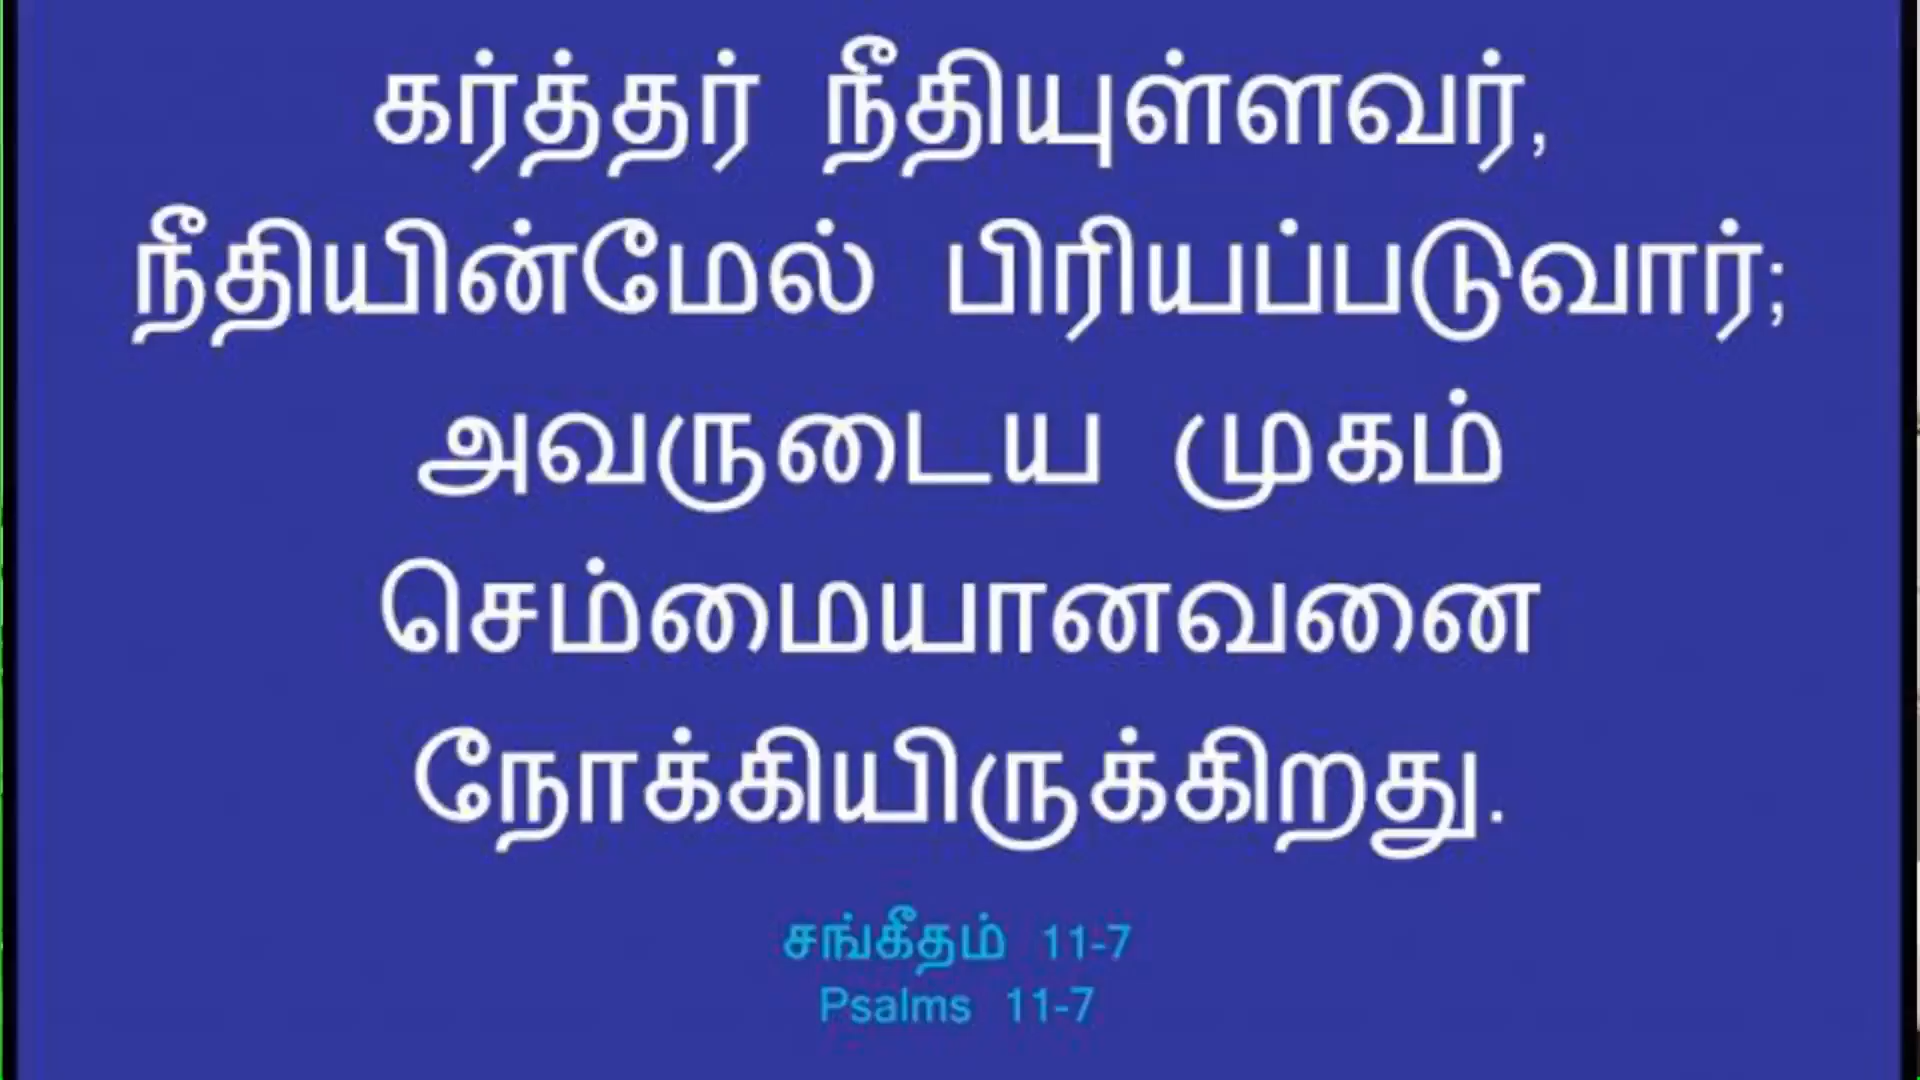 கர்த்தர் நீதியுள்ளவர்,
நீதியின்மேல் பிரியப்படுவார்;
அவருடைய முகம்
செம்மையானவனை
நோக்கியிருக்கிறது.
சங்கீதம் 11-7
Psalms 11-7